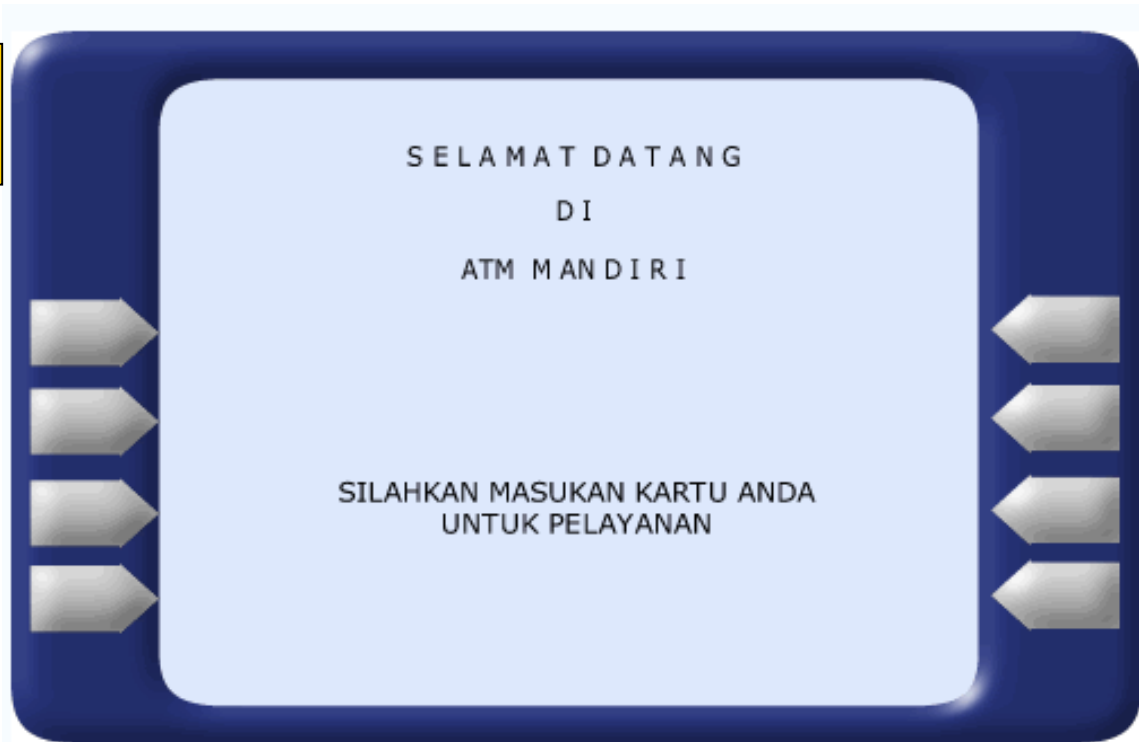 SELAMAT DATANG
DI
ATM MANDIRI
SILAHKAN MASUKAN KARTU ANDA
UNTUK PELAYANAN